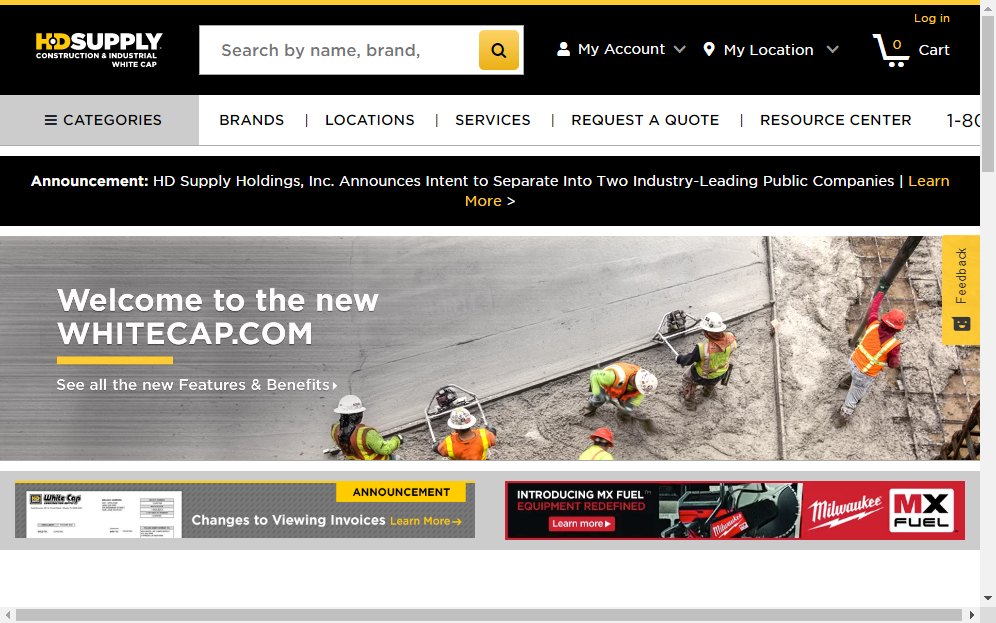 Log in
HDSUPPLY
CONSTRUCTION & INDUSTRIAL
WHITE CAP
Search by name, brand,
My Account
My Location
0
Cart
CATEGORIES
BRANDS | LOCATIONS | SERVICES | REQUEST A QUOTE | RESOURCE CENTER
1-80
Announcement: HD Supply Holdings, Inc. Announces Intent to Separate Into Two Industry-Leading Public Companies | Learn
More >
Feedback
Welcome to the new
WHITECAP.COM
See all the new Features & Benefits
White Cap
ANNOUNCEMENT
Changes to Viewing Invoices Learn More→
INTRODUCING MX FUEL™
EQUIPMENT REDEFINED
Learn more
Milwaukee
Milwaukee
MX
FUEL